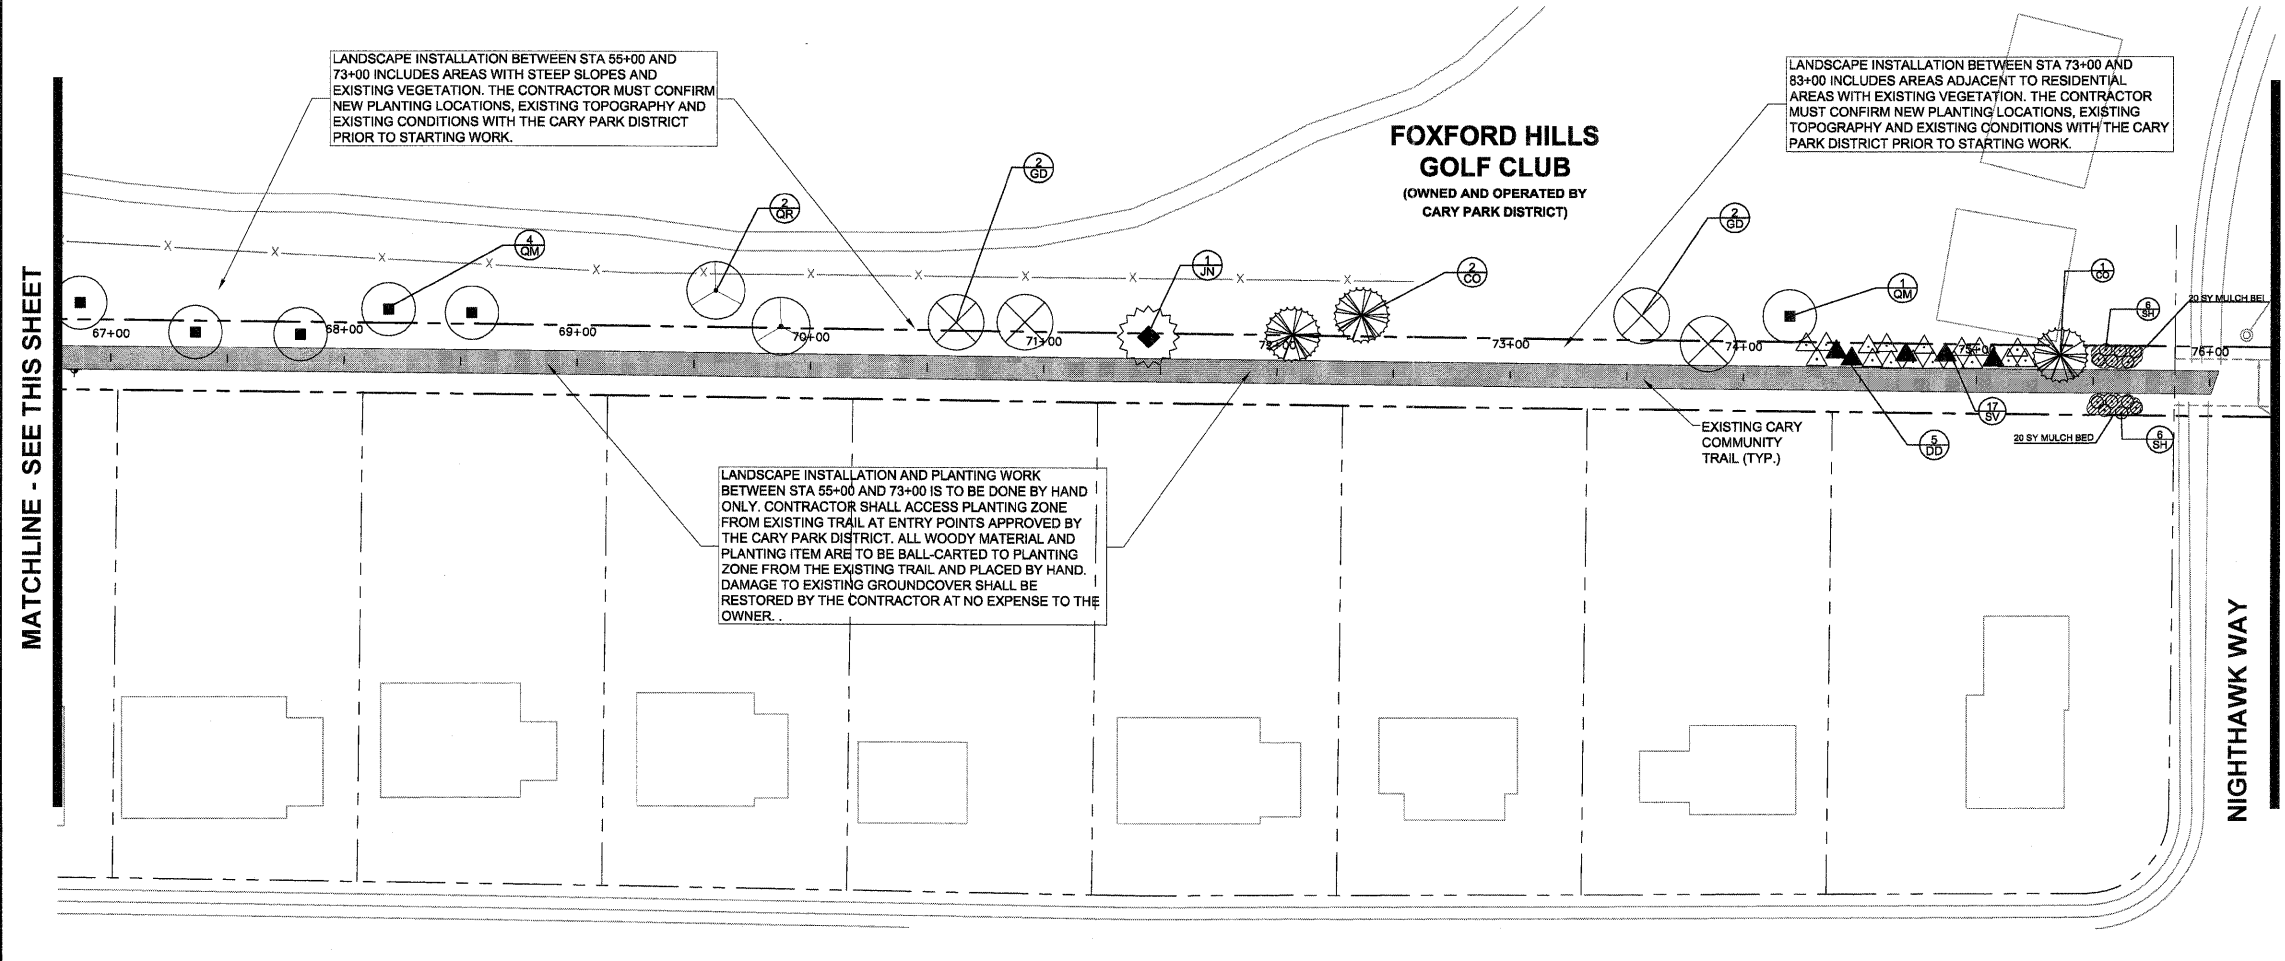 LANDSCAPE INSTALLATION BETWEEN STA 55+00 AND
73+00 INCLUDES AREAS WITH STEEP SLOPES AND
EXISTING VEGETATION. THE CONTRACTOR MUST CONFIRM
NEW PLANTING LOCATIONS, EXISTING TOPOGRAPHY AND
EXISTING CONDITIONS WITH THE CARY PARK DISTRICT
PRIOR TO STARTING WORK.
LANDSCAPE INSTALLATION BETWEEN STA 73+00 AND
83+00 INCLUDES AREAS ADJACENT TO RESIDENTIAL
AREAS WITH EXISTING VEGETATION. THE CONTRACTOR
MUST CONFIRM NEW PLANTING LOCATIONS, EXISTING
TOPOGRAPHY AND EXISTING CONDITIONS WITH THE CARY
PARK DISTRICT PRIOR TO STARTING WORK.
FOXFORD HILLS
GOLF CLUB
(OWNED AND OPERATED BY
CARY PARK DISTRICT)
2
GD
2
QR
4
QM
1
JN
2
CO
2
GD
1
QM
1
CO
6
SH
20 SY MULCH BE
67+00
68+00
69+00
70+00
71+00
72+00
73+00
74+00
75+00
76+00
17
SV
5
DD
20 SY MULCH BED
6
SH
EXISTING CARY
COMMUNITY
TRAIL (TYP.)
LANDSCAPE INSTALLATION AND PLANTING WORK
BETWEEN STA 55+00 AND 73+00 IS TO BE DONE BY HAND
ONLY. CONTRACTOR SHALL ACCESS PLANTING ZONE
FROM EXISTING TRAIL AT ENTRY POINTS APPROVED BY
THE CARY PARK DISTRICT. ALL WOODY MATERIAL AND
PLANTING ITEM ARE TO BE BALL-CARTED TO PLANTING
ZONE FROM THE EXISTING TRAIL AND PLACED BY HAND.
DAMAGE TO EXISTING GROUNDCOVER SHALL BE
RESTORED BY THE CONTRACTOR AT NO EXPENSE TO THE
OWNER. .
MATCHLINE - SEE THIS SHEET
NIGHTHAWK WAY